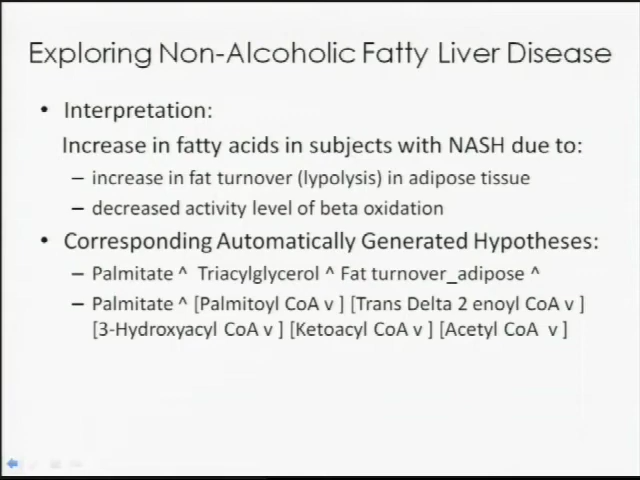 Exploring Non-Alcoholic Fatty Liver Disease
• Interpretation:
Increase in fatty acids in subjects with NASH due to:
– increase in fat turnover (lypolysis) in adipose tissue
– decreased activity level of beta oxidation
• Corresponding Automatically Generated Hypotheses:
– Palmitate ^ Triacylglycerol ^ Fat turnover_adipose ^
– Palmitate ^ [Palmitoyl CoA v ] [Trans Delta 2 enoyl CoA v ]
[3-Hydroxyacyl CoA v ] [Ketoacyl CoA v ] [Acetyl CoA v ]